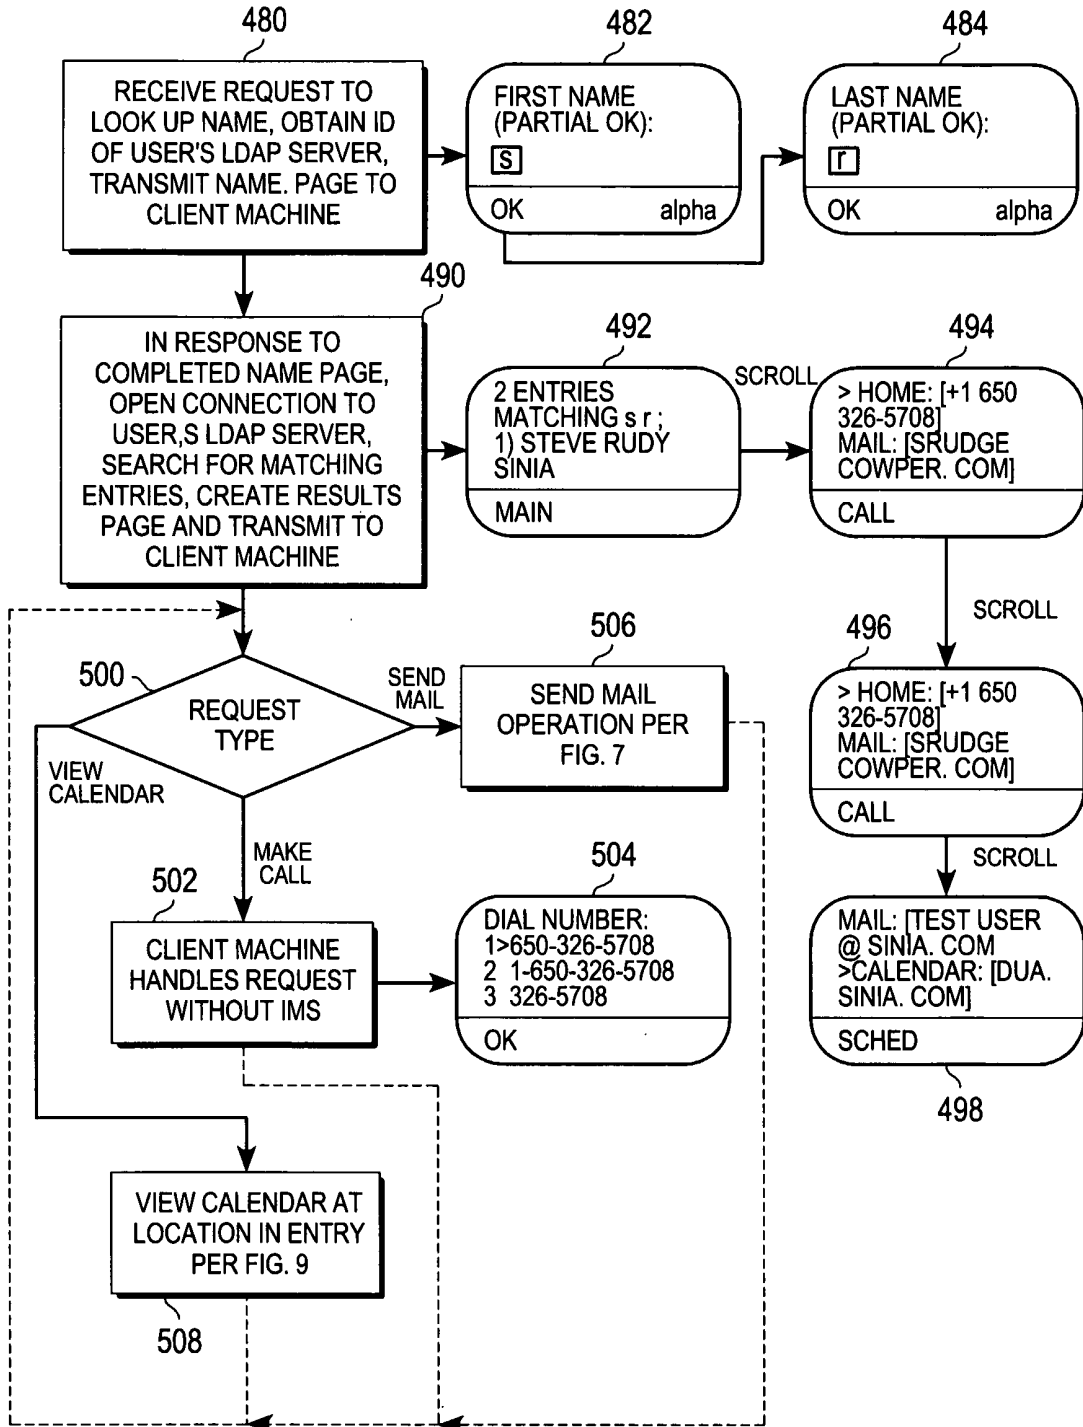 480
RECEIVE REQUEST TO
LOOK UP NAME, OBTAIN ID
OF USER'S LDAP SERVER,
TRANSMIT NAME. PAGE TO
CLIENT MACHINE
482
FIRST NAME
(PARTIAL OK):
s
OK alpha
484
LAST NAME
(PARTIAL OK):
r
OK alpha
490
IN RESPONSE TO
COMPLETED NAME PAGE,
OPEN CONNECTION TO
USER,S LDAP SERVER,
SEARCH FOR MATCHING
ENTRIES, CREATE RESULTS
PAGE AND TRANSMIT TO
CLIENT MACHINE
492
2 ENTRIES
MATCHING s r ;
1) STEVE RUDY
SINIA
MAIN
SCROLL
494
> HOME: [+1 650
326-5708]
MAIL: [SRUDGE
COWPER. COM]
CALL
SCROLL
496
> HOME: [+1 650
326-5708]
MAIL: [SRUDGE
COWPER. COM]
CALL
SCROLL
MAIL: [TEST USER
@ SINIA. COM
>CALENDAR: [DUA.
SINIA. COM]
SCHED
498
500
REQUEST
TYPE
SEND
MAIL
506
SEND MAIL
OPERATION PER
FIG. 7
VIEW
CALENDAR
MAKE
CALL
502
CLIENT MACHINE
HANDLES REQUEST
WITHOUT IMS
504
DIAL NUMBER:
1>650-326-5708
2 1-650-326-5708
3 326-5708
OK
VIEW CALENDAR AT
LOCATION IN ENTRY
PER FIG. 9
508